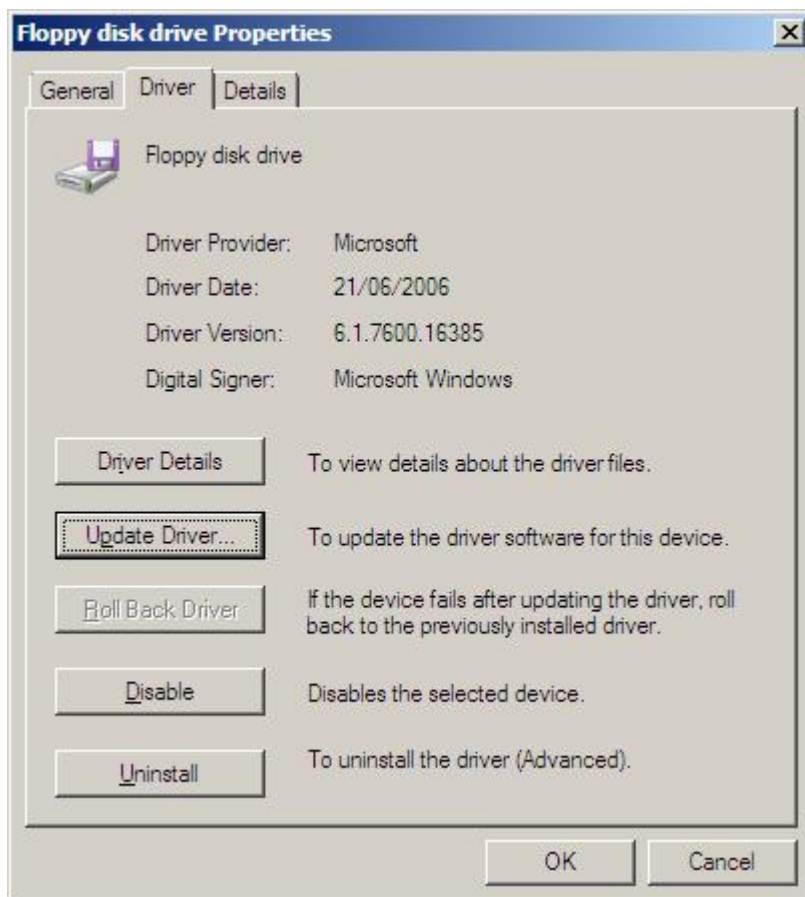 Floppy disk drive Properties
General Driver Details
Floppy disk drive
Driver Provider: Microsoft
Driver Date: 21/06/2006
Driver Version: 6.1.7600.16385
Digital Signer: Microsoft Windows
Driver Details To view details about the driver files.
Update Driver... To update the driver software for this device.
Roll Back Driver If the device fails after updating the driver, roll
back to the previously installed driver.
Disable Disables the selected device.
Uninstall To uninstall the driver (Advanced).
OK Cancel